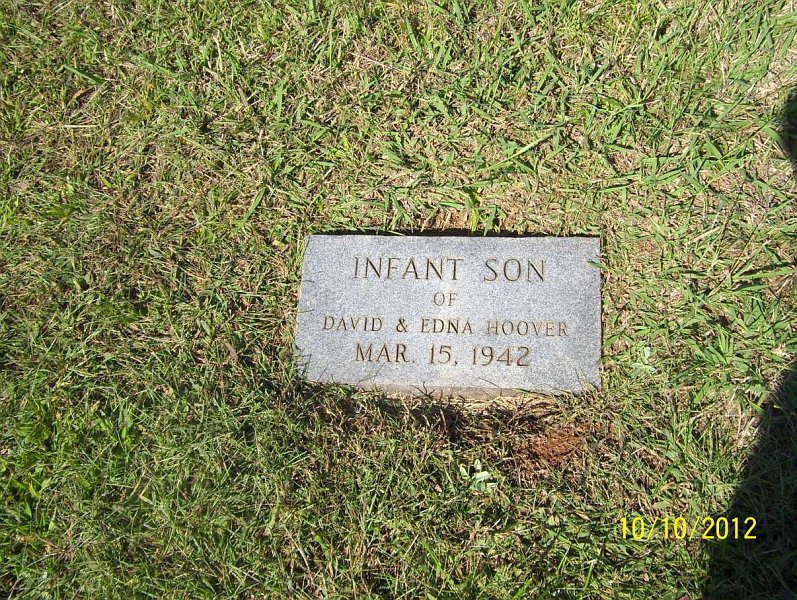 INFANT SON
OF
DAVID & EDNA HOOVER
MAR. 15, 1942
10/10/2012